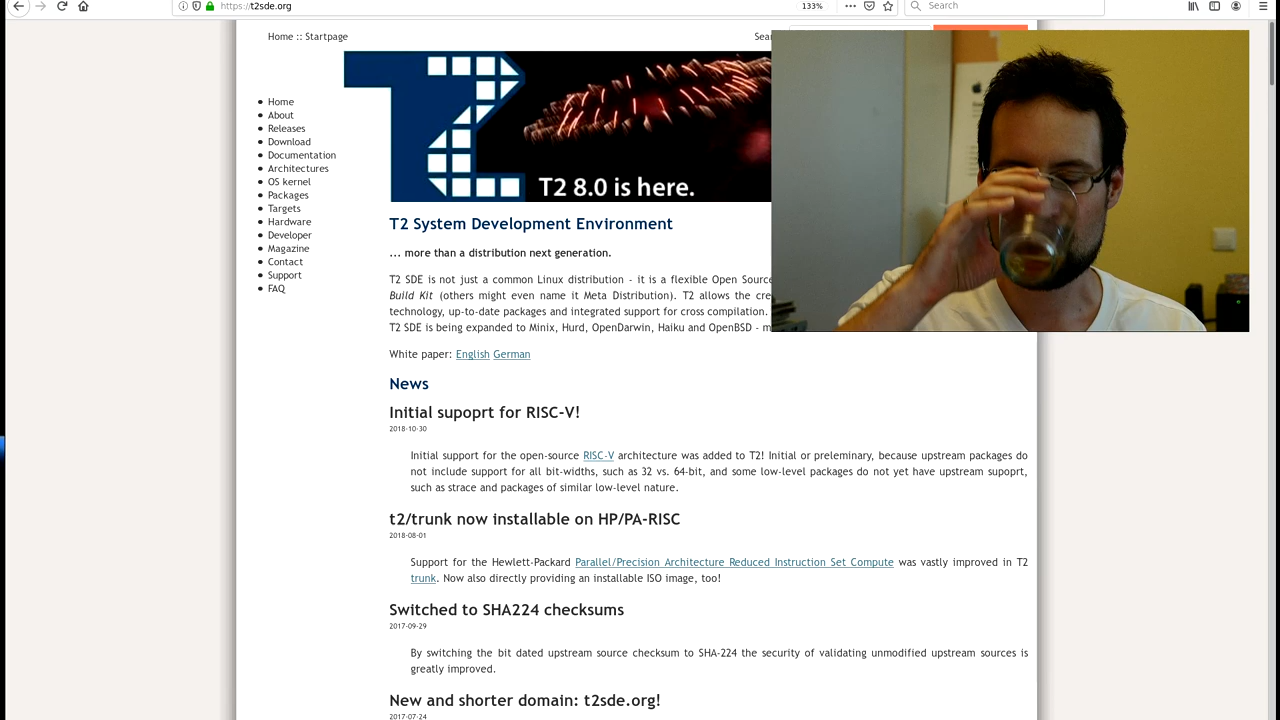 https://t2sde.org
133%
Search
Home :: Startpage
Home
About
Releases
Download
Documentation
Architectures
OS kernel
Packages
Targets
Hardware
Developer
Magazine
Contact
Support
FAQ
T2
T2 8.0 is here.
T2 System Development Environment
... more than a distribution next generation.
T2 SDE is not just a common Linux distribution - it is a flexible Open Source
Build Kit (others might even name it Meta Distribution). T2 allows the
technology, up-to-date packages and integrated support for cross compilation.
T2 SDE is being expanded to Minix, Hurd, OpenDarwin, Haiku and OpenBSD -
White paper: English German
News
Initial supoprt for RISC-V!
2018-10-30
Initial support for the open-source RISC-V architecture was added to T2! Initial or preleminary, because upstream packages do
not include support for all bit-widths, such as 32 vs. 64-bit, and some low-level packages do not yet have upstream supoprt,
such as strace and packages of similar low-level nature.
t2/trunk now installable on HP/PA-RISC
2018-08-01
Support for the Hewlett-Packard Parallel/Precision Architecture Reduced Instruction Set Compute was vastly improved in T2
trunk. Now also directly providing an installable ISO image, too!
Switched to SHA224 checksums
2017-09-29
By switching the bit dated upstream source checksum to SHA-224 the security of validating unmodified upstream sources is
greatly improved.
New and shorter domain: t2sde.org!
2017-07-24